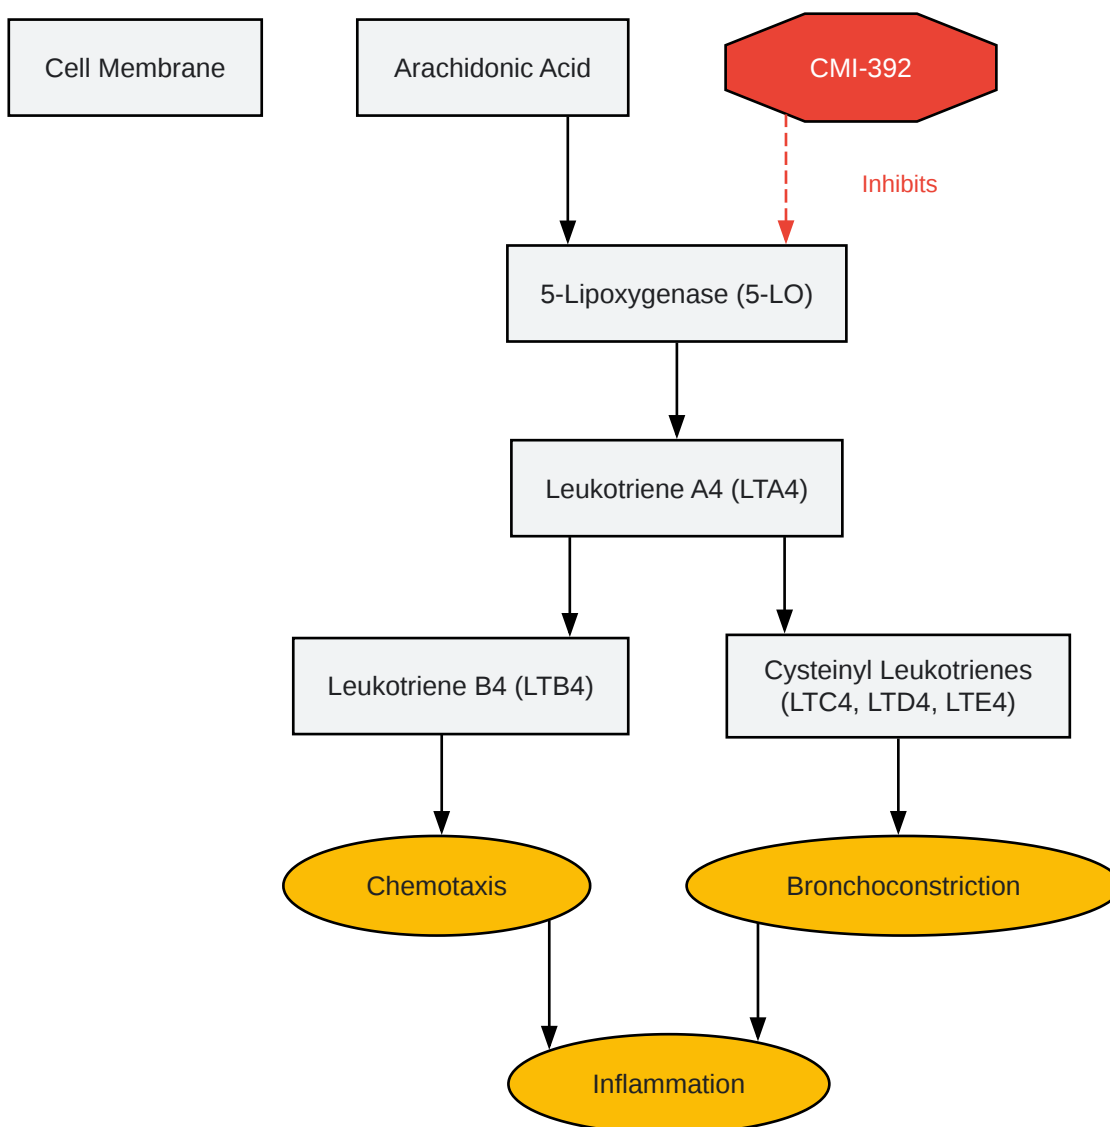 Cell Membrane
Arachidonic Acid
CMI-392
Inhibits
5-Lipoxygenase (5-LO)
Leukotriene A4 (LTA4)
Leukotriene B4 (LTB4)
Cysteinyl Leukotrienes
(LTC4, LTD4, LTE4)
Chemotaxis
Bronchoconstriction
Inflammation